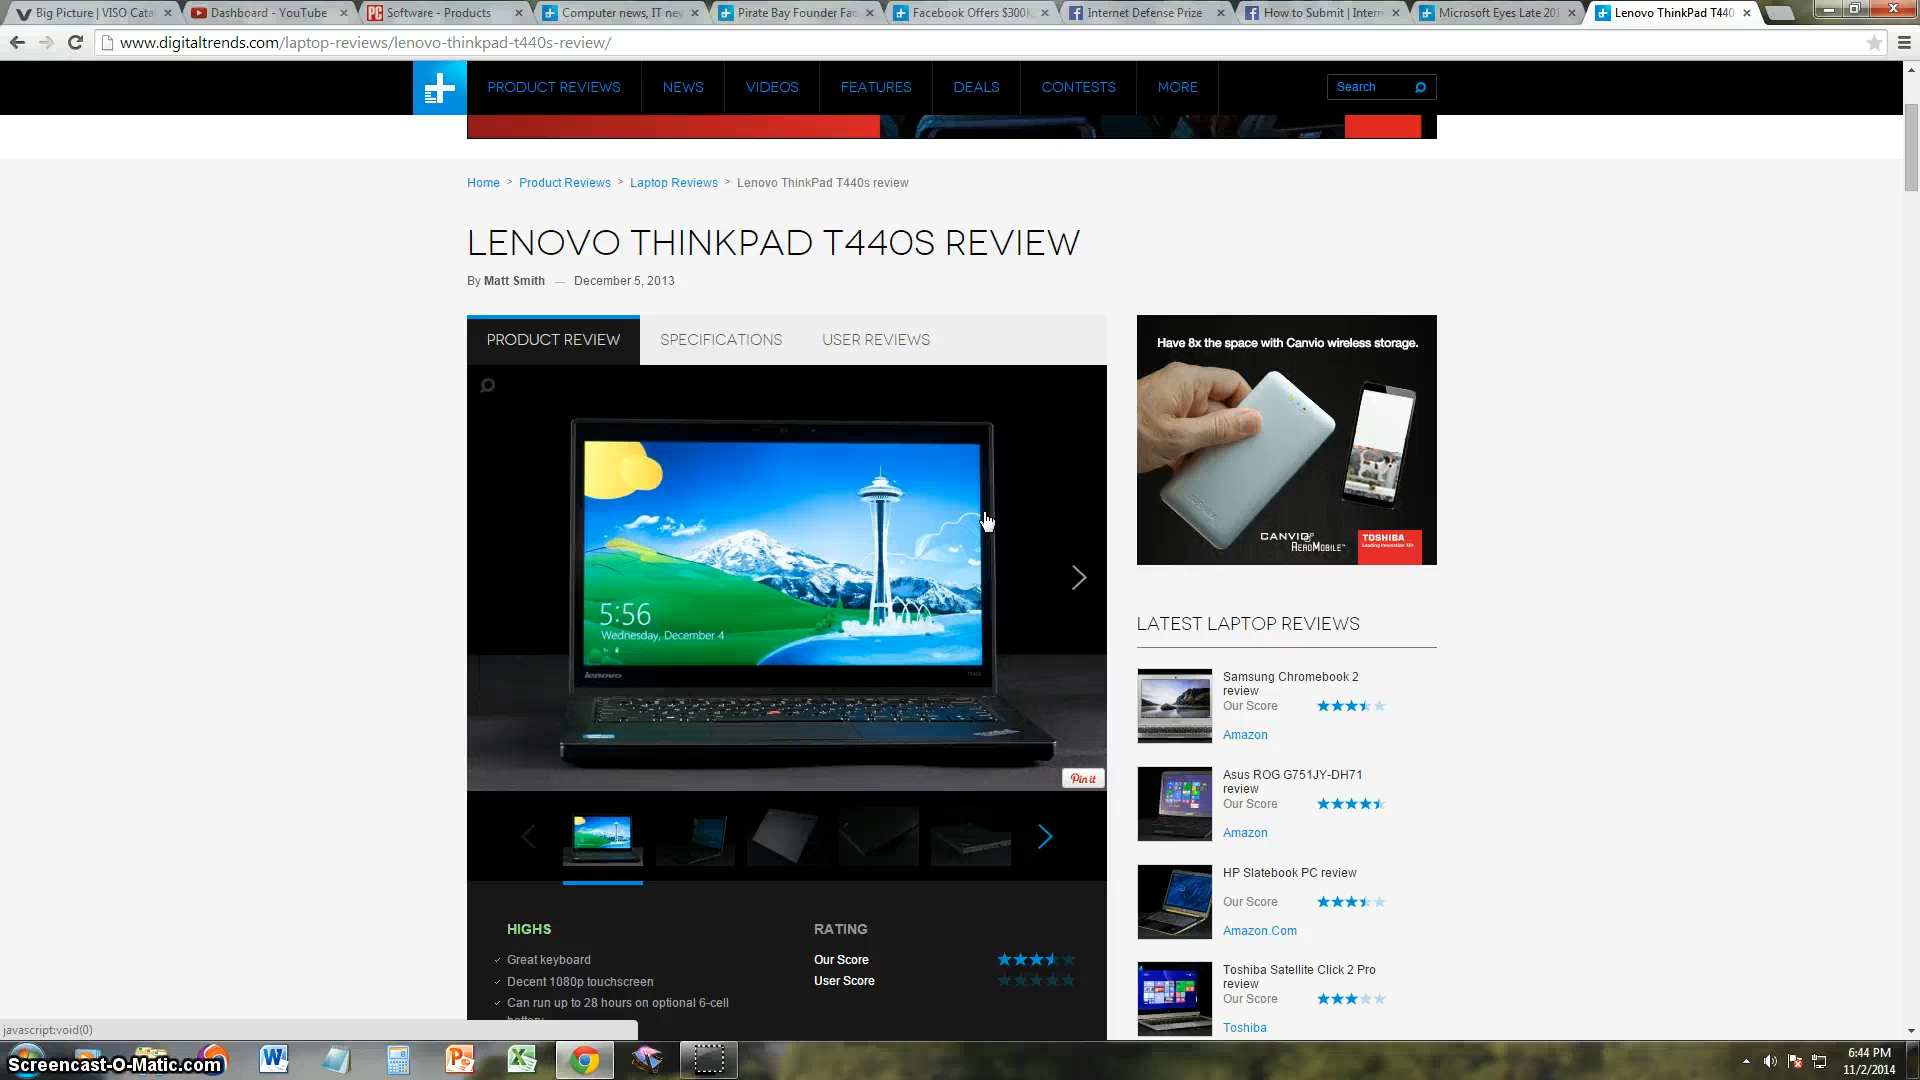 Big Picture | VISO Catal
Dashboard - YouTube
Software - Products
Computer news, IT nev
Pirate Bay Founder Fac
Facebook Offers $300K
Internet Defense Prize
How to Submit | Intern
Microsoft Eyes Late 201
Lenovo ThinkPad T440
www.digitaltrends.com/laptop-reviews/lenovo-thinkpad-t440s-review/
PRODUCT REVIEWS
NEWS
VIDEOS
FEATURES
DEALS
CONTESTS
MORE
Search
Home > Product Reviews > Laptop Reviews > Lenovo ThinkPad T440s review
LENOVO THINKPAD T440S REVIEW
By Matt Smith — December 5, 2013
PRODUCT REVIEW
SPECIFICATIONS
USER REVIEWS
5:56
Wednesday, December 4
lenovo
Pin it
HIGHS
Great keyboard
Decent 1080p touchscreen
Can run up to 28 hours on optional 6-cell
battery
RATING
Our Score
User Score
Have 8x the space with Canvio wireless storage.
CANVIO
AEROMOBILE
TOSHIBA
Leading Innovation >>>
LATEST LAPTOP REVIEWS
Samsung Chromebook 2
review
Our Score
Amazon
Asus ROG G751JY-DH71
review
Our Score
Amazon
HP Slatebook PC review
Our Score
Amazon.Com
Toshiba Satellite Click 2 Pro
review
Our Score
Toshiba
javascript:void(0)
Screencast-O-Matic.com
6:44 PM
11/2/2014